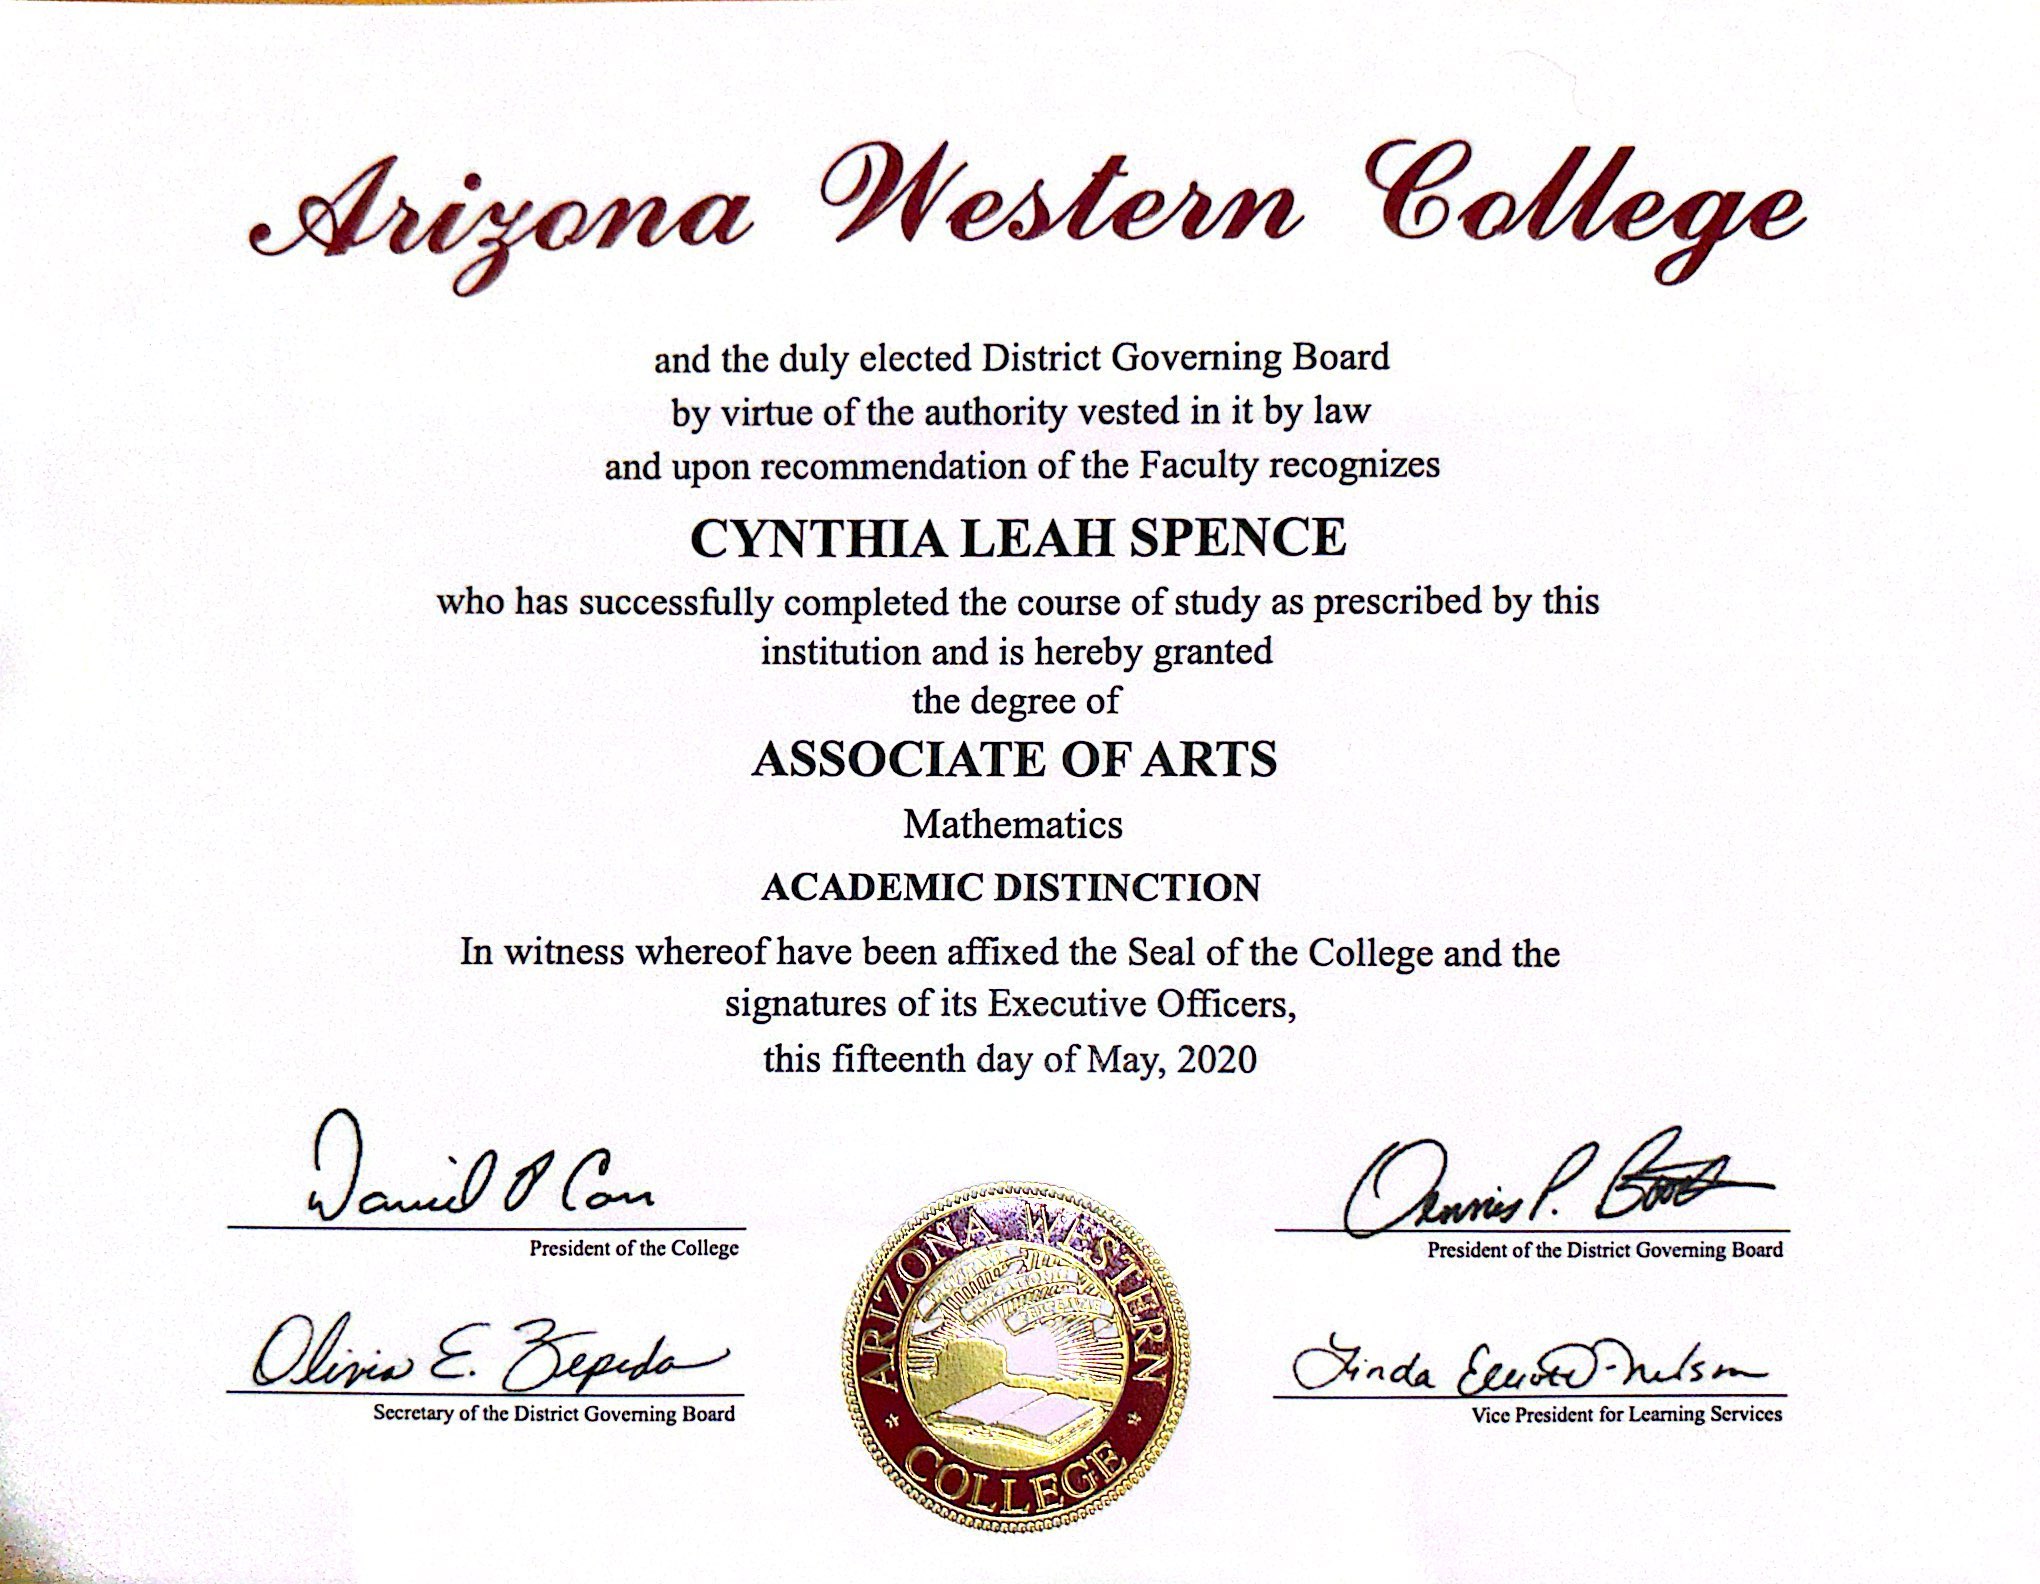 Arizona Western College
and the duly elected District Governing Board
by virtue of the authority vested in it by law
and upon recommendation of the Faculty recognizes
CYNTHIA LEAH SPENCE
who has successfully completed the course of study as prescribed by this
institution and is hereby granted
the degree of
ASSOCIATE OF ARTS
Mathematics
ACADEMIC DISTINCTION
In witness whereof have been affixed the Seal of the College and the
signatures of its Executive Officers,
this fifteenth day of May, 2020
Daniel P Corr
President of the College
Dennis P. Booth
President of the District Governing Board
Olivia E. Zepeda
Secretary of the District Governing Board
Linda Elliott-Nelson
Vice President for Learning Services
ARIZONA WESTERN
COLLEGE